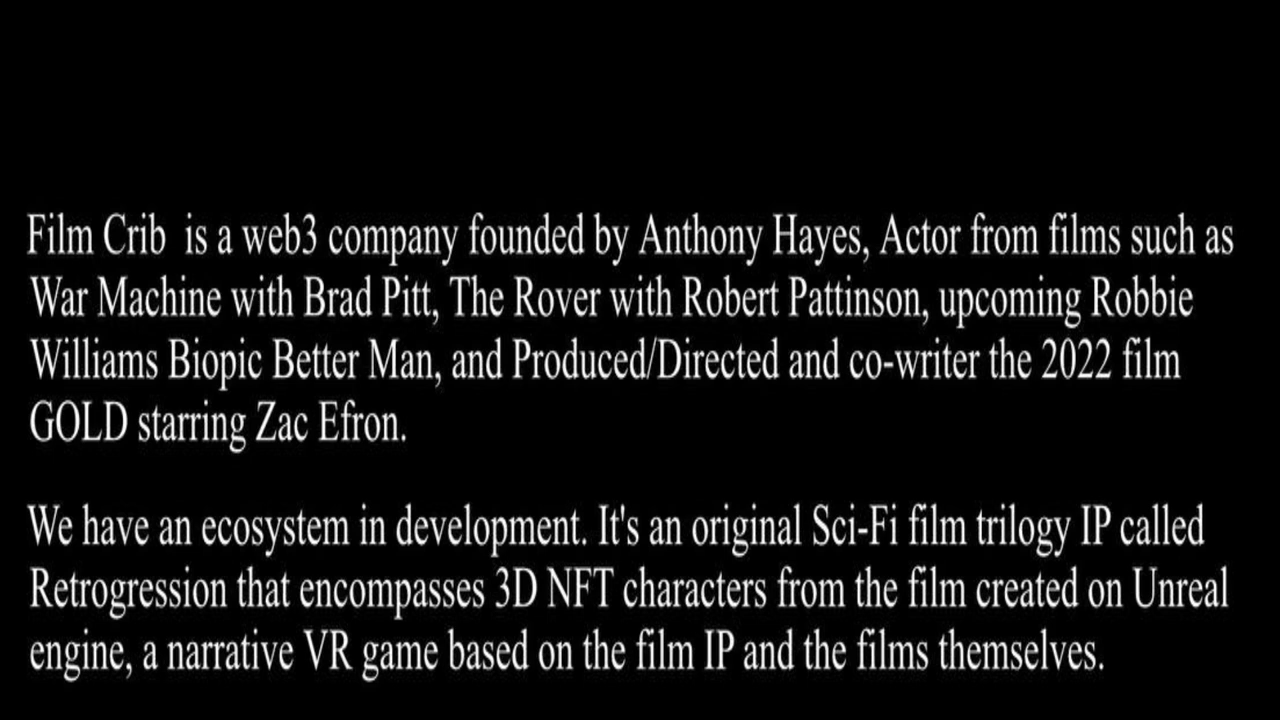 Film Crib is a web3 company founded by Anthony Hayes, Actor from films such as
War Machine with Brad Pitt, The Rover with Robert Pattinson, upcoming Robbie
Williams Biopic Better Man, and Produced/Directed and co-writer the 2022 film
GOLD starring Zac Efron.
We have an ecosystem in development. It's an original Sci-Fi film trilogy IP called
Retrogression that encompasses 3D NFT characters from the film created on Unreal
engine, a narrative VR game based on the film IP and the films themselves.